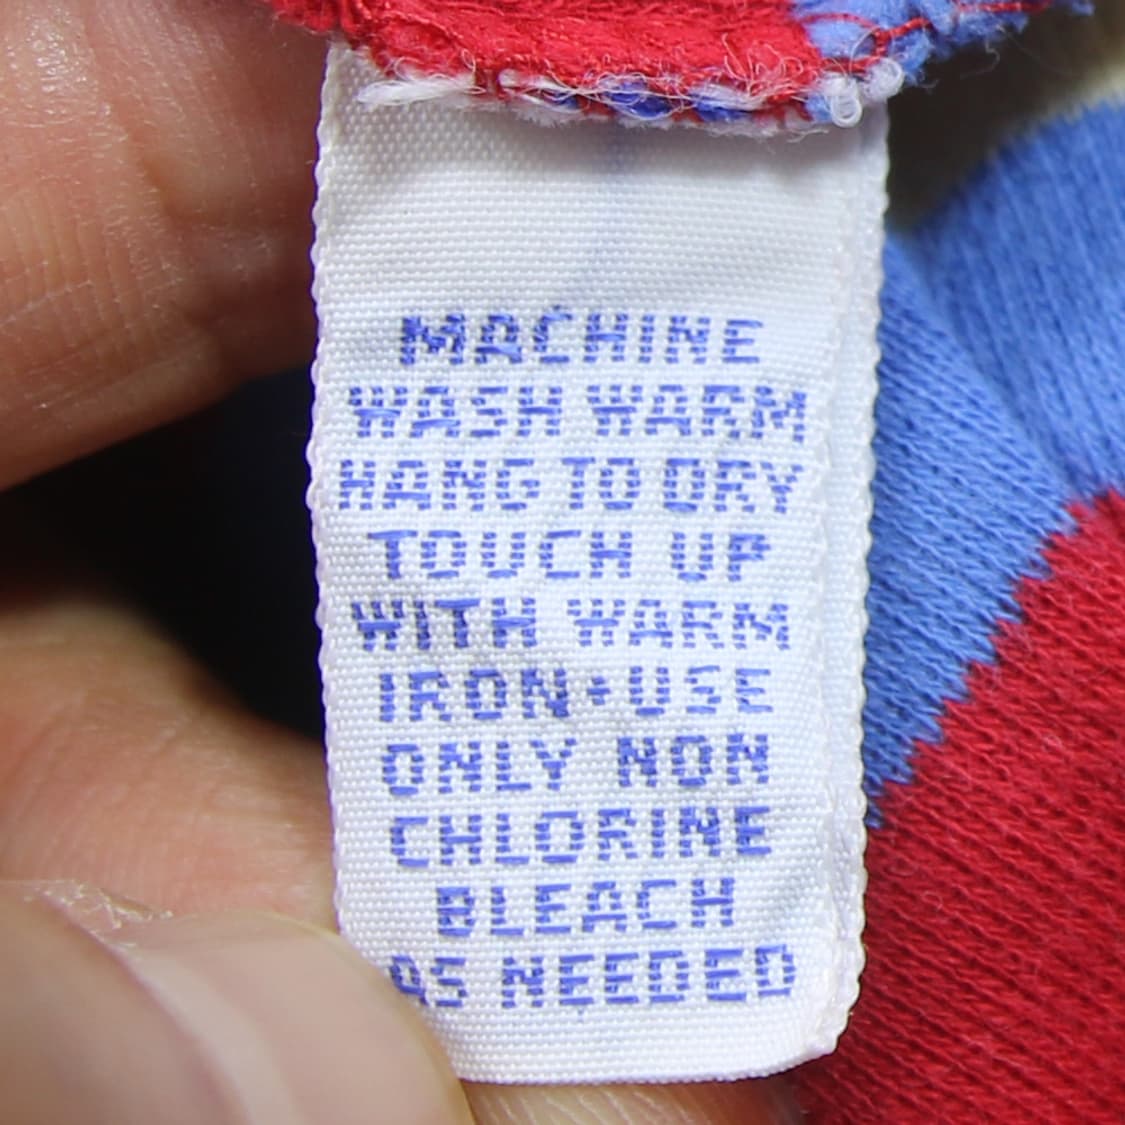 MACHINE
WASH WARM
HANG TO DRY
TOUCH UP
WITH WARM
IRON•USE
ONLY NON
CHLORINE
BLEACH
AS NEEDED